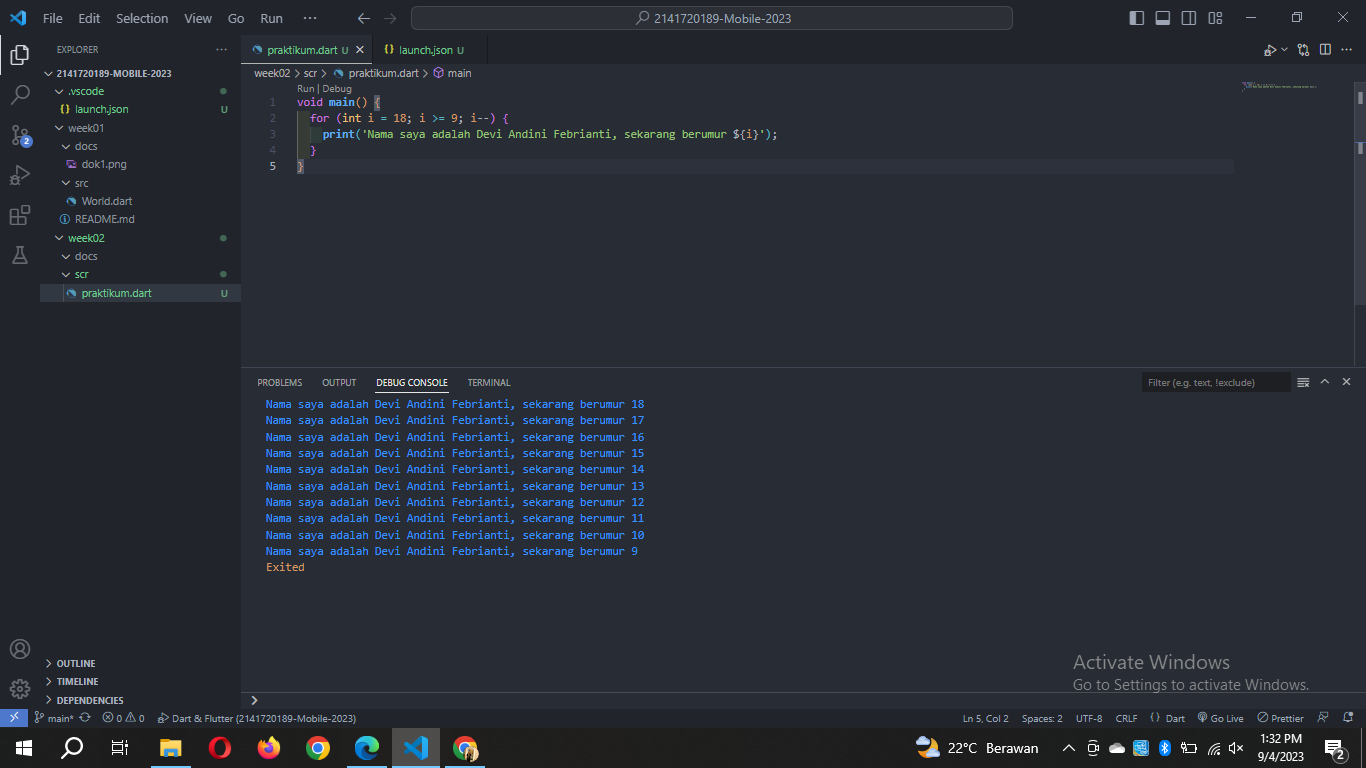 File Edit Selection View Go Run ··· 2141720189-Mobile-2023
EXPLORER ···
2141720189-MOBILE-2023
.vscode
launch.json U
week01
docs
dok1.png
src
World.dart
README.md
week02
docs
scr
praktikum.dart U
OUTLINE
TIMELINE
DEPENDENCIES
2
praktikum.dart U launch.json U
week02 > scr > praktikum.dart > main
Run | Debug
1 void main() {
2 for (int i = 18; i >= 9; i--) {
3 print('Nama saya adalah Devi Andini Febrianti, sekarang berumur ${i}');
4 }
5 }
PROBLEMS OUTPUT DEBUG CONSOLE TERMINAL Filter (e.g. text, !exclude)
Nama saya adalah Devi Andini Febrianti, sekarang berumur 18
Nama saya adalah Devi Andini Febrianti, sekarang berumur 17
Nama saya adalah Devi Andini Febrianti, sekarang berumur 16
Nama saya adalah Devi Andini Febrianti, sekarang berumur 15
Nama saya adalah Devi Andini Febrianti, sekarang berumur 14
Nama saya adalah Devi Andini Febrianti, sekarang berumur 13
Nama saya adalah Devi Andini Febrianti, sekarang berumur 12
Nama saya adalah Devi Andini Febrianti, sekarang berumur 11
Nama saya adalah Devi Andini Febrianti, sekarang berumur 10
Nama saya adalah Devi Andini Febrianti, sekarang berumur 9
Exited
Activate Windows
Go to Settings to activate Windows.
main* 0 0 Dart & Flutter (2141720189-Mobile-2023) Ln 5, Col 2 Spaces: 2 UTF-8 CRLF {} Dart Go Live Prettier
22°C Berawan 1:32 PM
9/4/2023
2